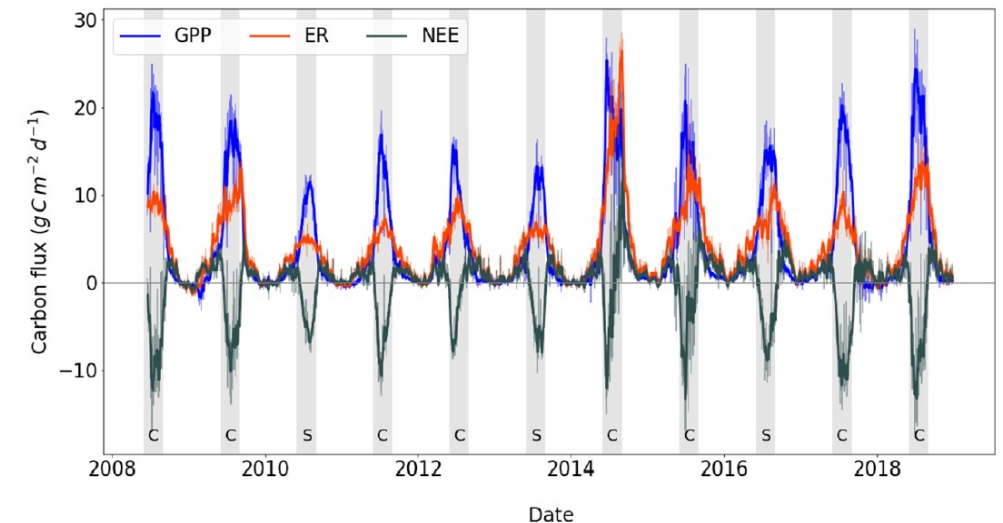 30
GPP ER NEE
20
10
0
−10
Carbon flux (g C m⁻² d⁻¹)
C C S C C S C C S C C
2008 2010 2012 2014 2016 2018
Date